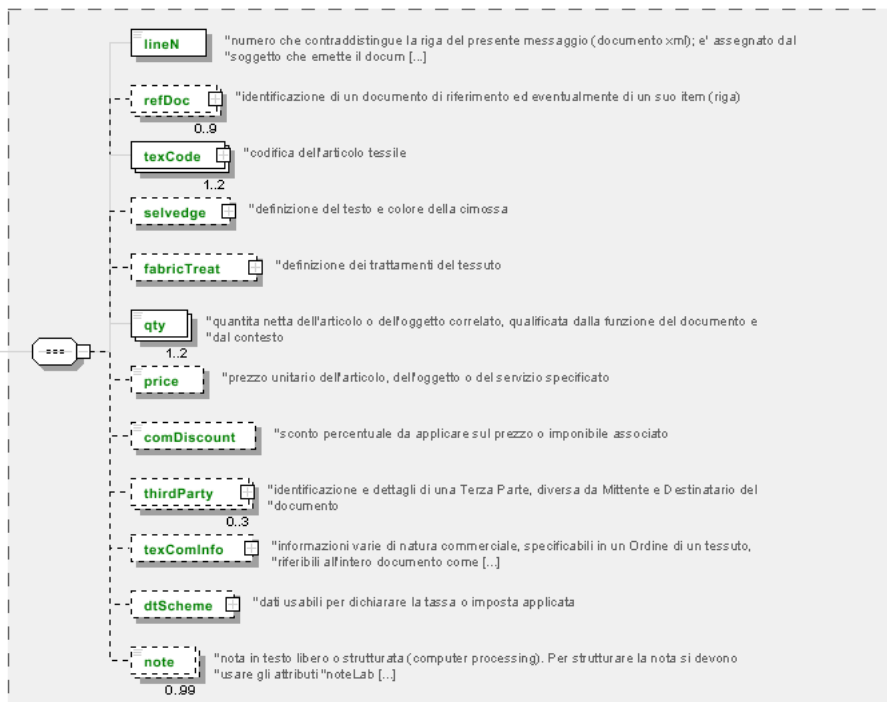 lineN
"numero che contraddistingue la riga del presente messaggio (documento xml); e' assegnato dal
"soggetto che emette il docum [...]
refDoc
"identificazione di un documento di riferimento ed eventualmente di un suo item (riga)
0..9
texCode
"codifica dell'articolo tessile
1..2
selvedge
"definizione del testo e colore della cimossa
fabricTreat
"definizione dei trattamenti del tessuto
qty
"quantita netta dell'articolo o dell'oggetto correlato, qualificata dalla funzione del documento e
"dal contesto
1..2
price
"prezzo unitario dell'articolo, dell'oggetto o del servizio specificato
comDiscount
"sconto percentuale da applicare sul prezzo o imponibile associato
thirdParty
"identificazione e dettagli di una Terza Parte, diversa da Mittente e Destinatario del
"documento
0..3
texComInfo
"informazioni varie di natura commerciale, specificabili in un Ordine di un tessuto,
"riferibili all'intero documento come [...]
dtScheme
"dati usabili per dichiarare la tassa o imposta applicata
note
"nota in testo libero o strutturata (computer processing). Per strutturare la nota si devono
"usare gli attributi "noteLab [...]
0..99